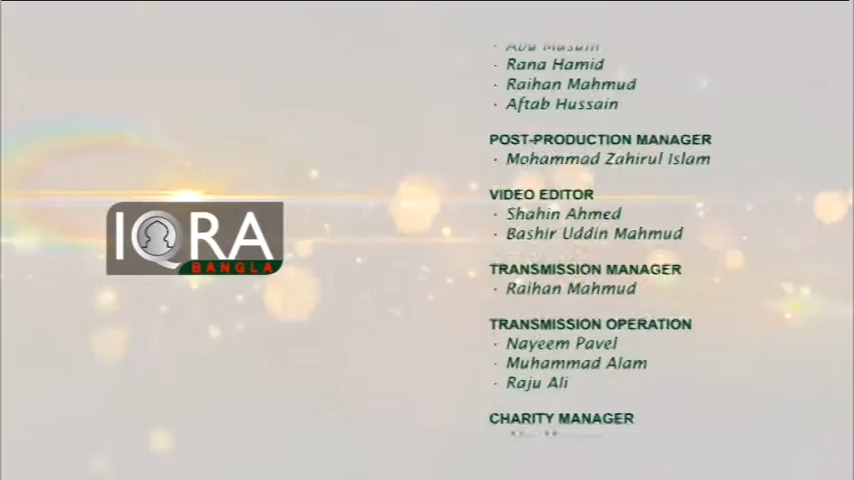 IQRA
BANGLA
· Rana Hamid
· Raihan Mahmud
· Aftab Hussain
POST-PRODUCTION MANAGER
· Mohammad Zahirul Islam
VIDEO EDITOR
· Shahin Ahmed
· Bashir Uddin Mahmud
TRANSMISSION MANAGER
· Raihan Mahmud
TRANSMISSION OPERATION
· Nayeem Pavel
· Muhammad Alam
· Raju Ali
CHARITY MANAGER